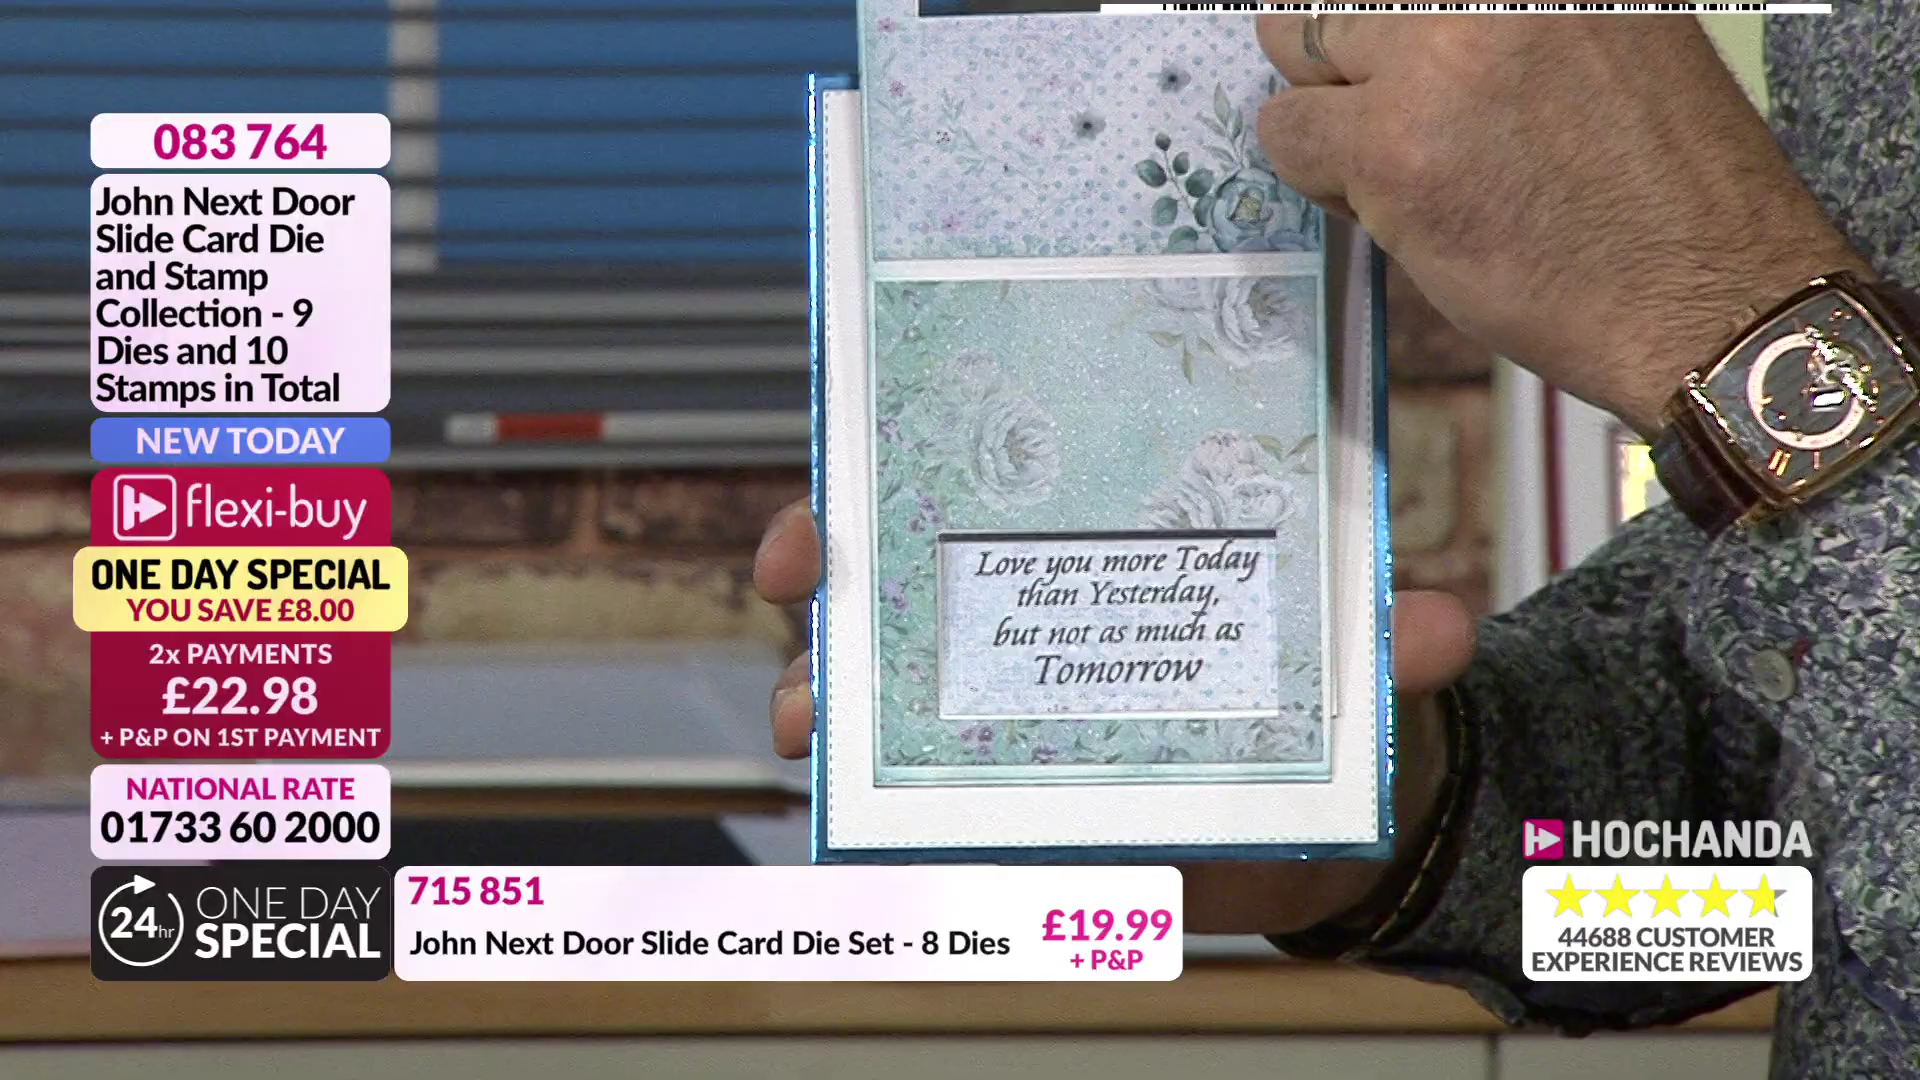 083 764
John Next Door
Slide Card Die
and Stamp
Collection - 9
Dies and 10
Stamps in Total
NEW TODAY
flexi-buy
ONE DAY SPECIAL
YOU SAVE £8.00
2x PAYMENTS
£22.98
+ P&P ON 1ST PAYMENT
NATIONAL RATE
01733 60 2000
24hr
ONE DAY
SPECIAL
715 851
John Next Door Slide Card Die Set - 8 Dies
£19.99
+ P&P
Love you more Today
than Yesterday,
but not as much as
Tomorrow
HOCHANDA
44688 CUSTOMER
EXPERIENCE REVIEWS